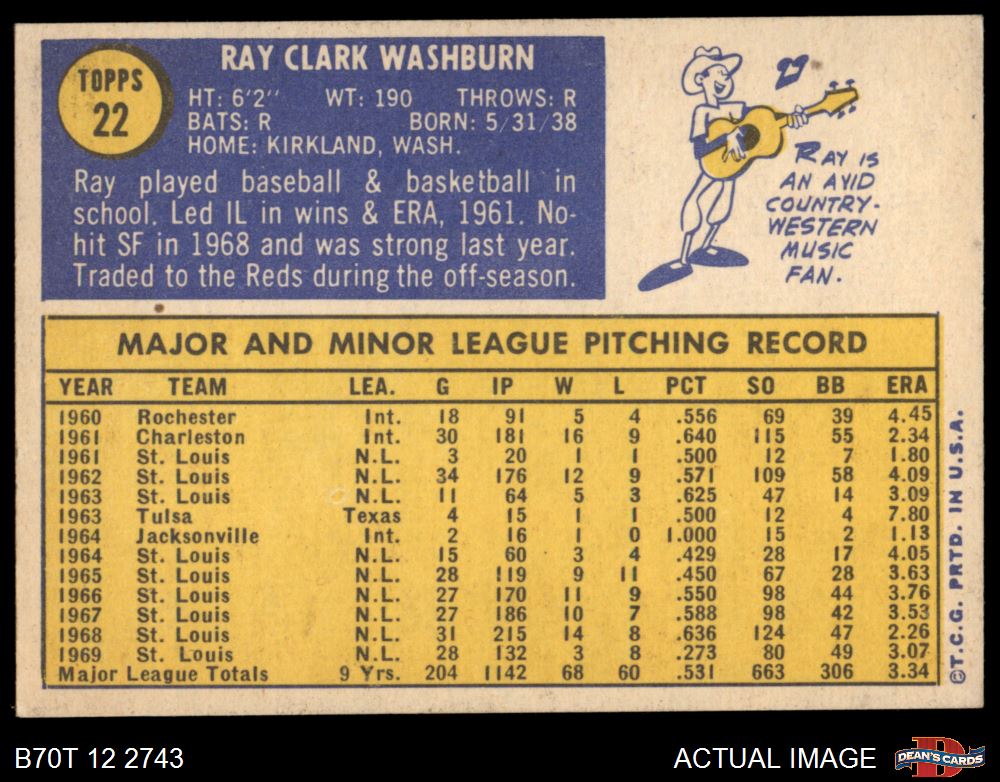 TOPPS
22
RAY CLARK WASHBURN
HT: 6'2" WT: 190 THROWS: R
BATS: R BORN: 5/31/38
HOME: KIRKLAND, WASH.
Ray played baseball & basketball in
school. Led IL in wins & ERA, 1961. No-
hit SF in 1968 and was strong last year.
Traded to the Reds during the off-season.
RAY IS
AN AVID
COUNTRY-
WESTERN
MUSIC
FAN.
MAJOR AND MINOR LEAGUE PITCHING RECORD
YEAR TEAM LEA. G IP W L PCT SO BB ERA
1960 Rochester Int. 18 91 5 4 .556 69 39 4.45
1961 Charleston Int. 30 181 16 9 .640 115 55 2.34
1961 St. Louis N.L. 3 20 1 1 .500 12 7 1.80
1962 St. Louis N.L. 34 176 12 9 .571 109 58 4.09
1963 St. Louis N.L. 11 64 5 3 .625 47 14 3.09
1963 Tulsa Texas 4 15 1 1 .500 12 4 7.80
1964 Jacksonville Int. 2 16 1 0 1.000 15 2 1.13
1964 St. Louis N.L. 15 60 3 4 .429 28 17 4.05
1965 St. Louis N.L. 28 119 9 11 .450 67 28 3.63
1966 St. Louis N.L. 27 170 11 9 .550 98 44 3.76
1967 St. Louis N.L. 27 186 10 7 .588 98 42 3.53
1968 St. Louis N.L. 31 215 14 8 .636 124 47 2.26
1969 St. Louis N.L. 28 132 3 8 .273 80 49 3.07
Major League Totals 9 Yrs. 204 1142 68 60 .531 663 306 3.34
©T.C.G. PRTD. IN U.S.A.
B70T 12 2743
ACTUAL IMAGE
D
DEAN'S CARDS